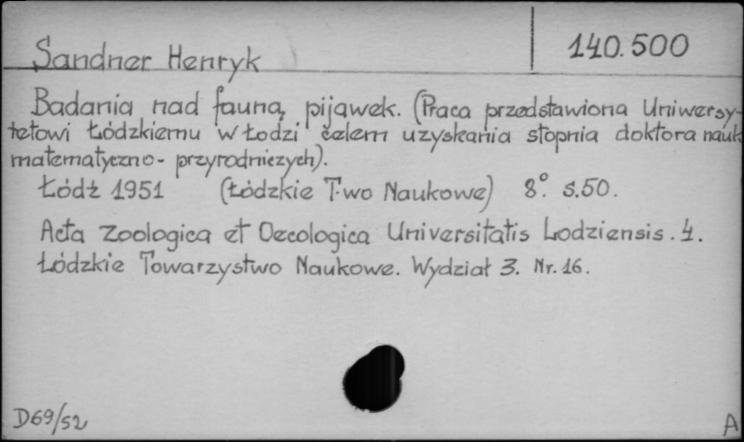 Sandner Henryk
140.500
Badania nad fauną pijawek. (Praca przedstawiona Uniwersy-
tetowi Łódzkiemu w Łodzi celem uzyskania stopnia doktora nauk
matematyczno-przyrodniczych).
Łódź 1951 (Łódzkie T-wo Naukowe) 8° s.50.
Acta Zoologica et Oecologica Universitatis Lodziensis. 4.
Łódzkie Towarzystwo Naukowe. Wydział 3. Nr. 16.
D69/52
A